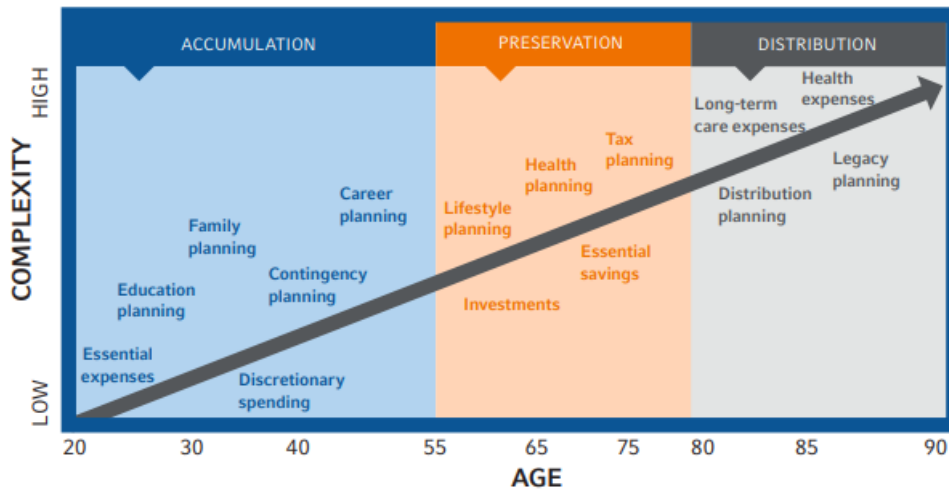 ACCUMULATION
PRESERVATION
DISTRIBUTION
HIGH
COMPLEXITY
LOW
Essential
expenses
Education
planning
Family
planning
Contingency
planning
Discretionary
spending
Career
planning
Lifestyle
planning
Health
planning
Tax
planning
Investments
Essential
savings
Long-term
care expenses
Health
expenses
Distribution
planning
Legacy
planning
20 30 40 55 65 75 80 85 90
AGE